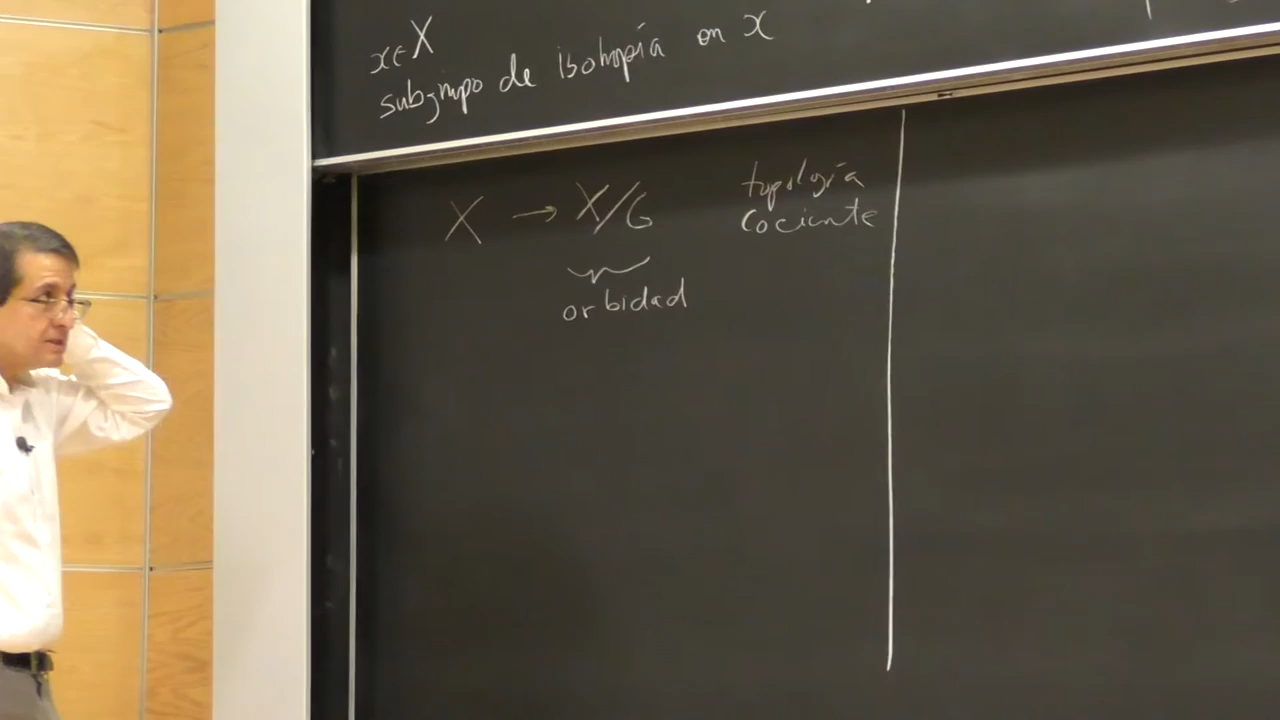 x∈X
subgrupo de isotropía en x
X → X/G
topología
cociente
orbidad